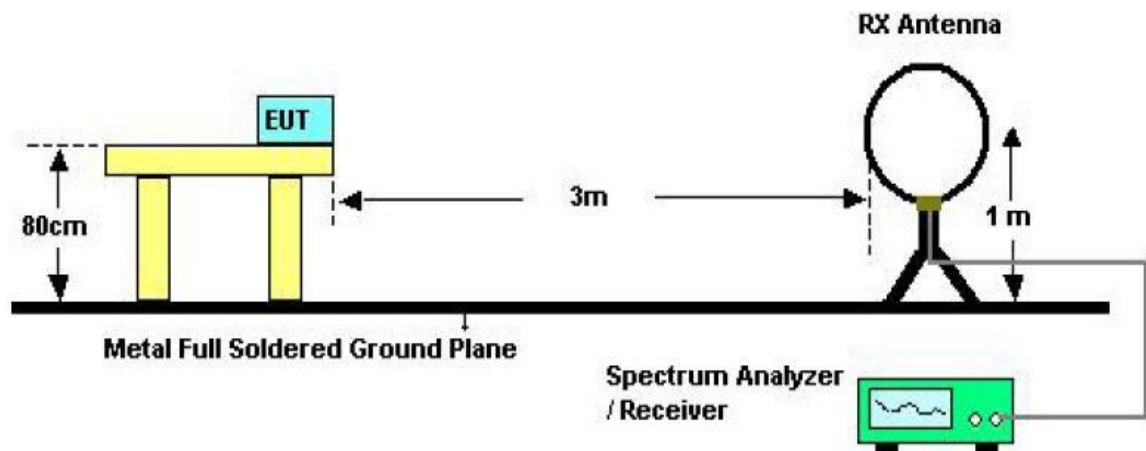 RX Antenna
EUT
3m
80cm
1 m
Metal Full Soldered Ground Plane
Spectrum Analyzer
/ Receiver